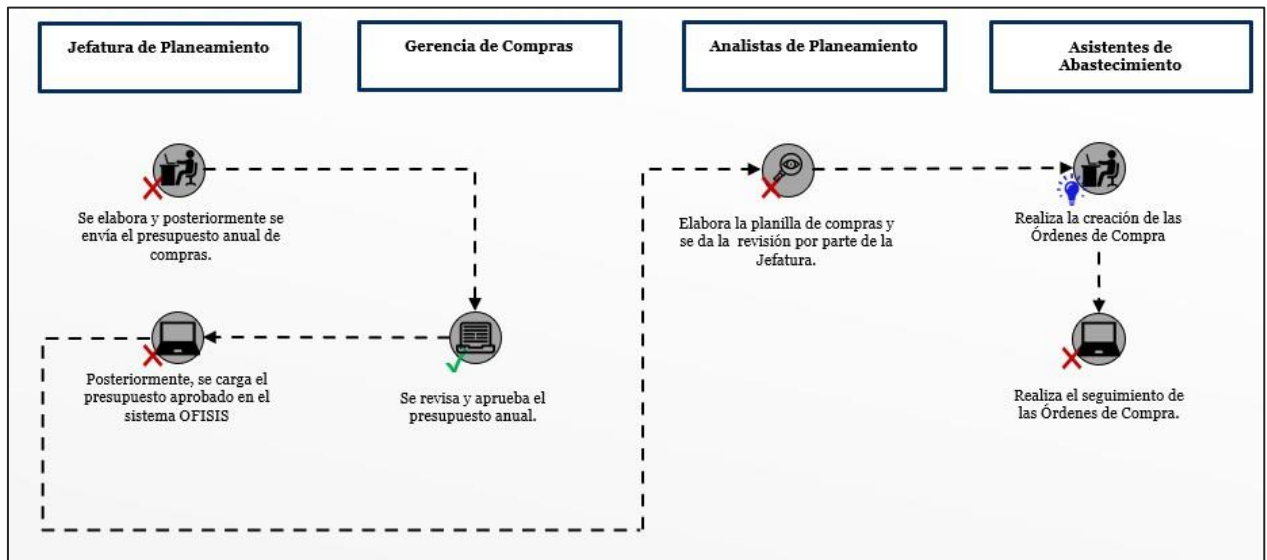 Jefatura de Planeamiento
Gerencia de Compras
Analistas de Planeamiento
Asistentes de
Abastecimiento
Se elabora y posteriormente se
envía el presupuesto anual de
compras.
Elabora la planilla de compras y
se da la revisión por parte de la
Jefatura.
Realiza la creación de las
Órdenes de Compra
Posteriormente, se carga el
presupuesto aprobado en el
sistema OFISIS
Se revisa y aprueba el
presupuesto anual.
Realiza el seguimiento de
las Órdenes de Compra.